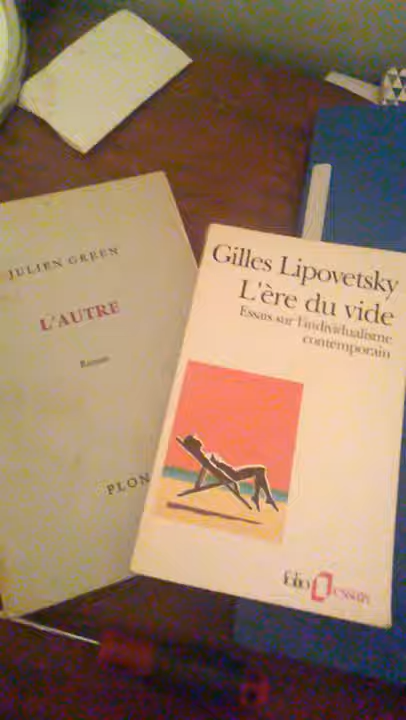 JULIEN GREEN
L'AUTRE
Roman
PLON
Gilles Lipovetsky
L'ère du vide
Essais sur l'individualisme
contemporain
folio essais